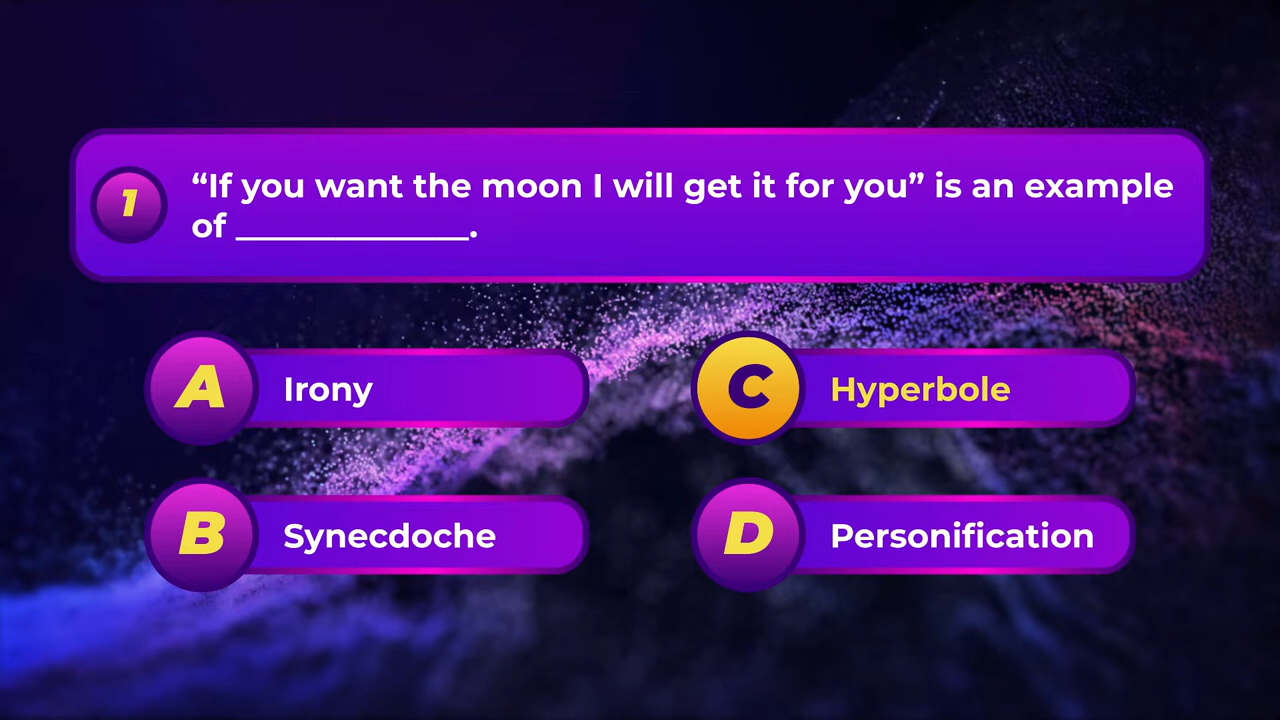 1
“If you want the moon I will get it for you” is an example
of ______________.
A Irony
C Hyperbole
B Synecdoche
D Personification